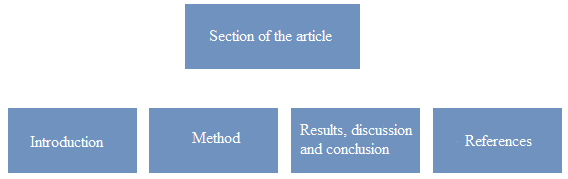 Section of the article
Introduction
Method
Results, discussion
and conclusion
References